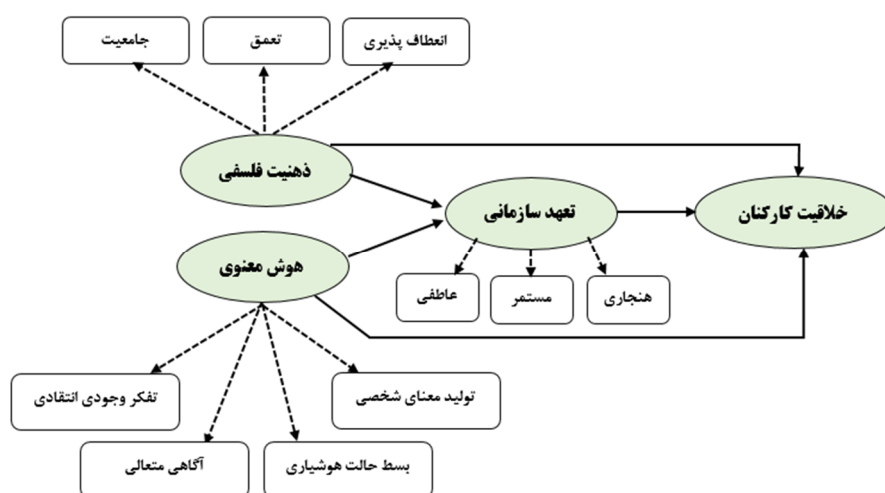 انعطاف پذیری
تعمق
جامعیت
ذهنیت فلسفی
خلاقیت کارکنان
تعهد سازمانی
هوش معنوی
هنجاری
مستمر
عاطفی
تولید معنای شخصی
تفکر وجودی انتقادی
بسط حالت هوشیاری
آگاهی متعالی